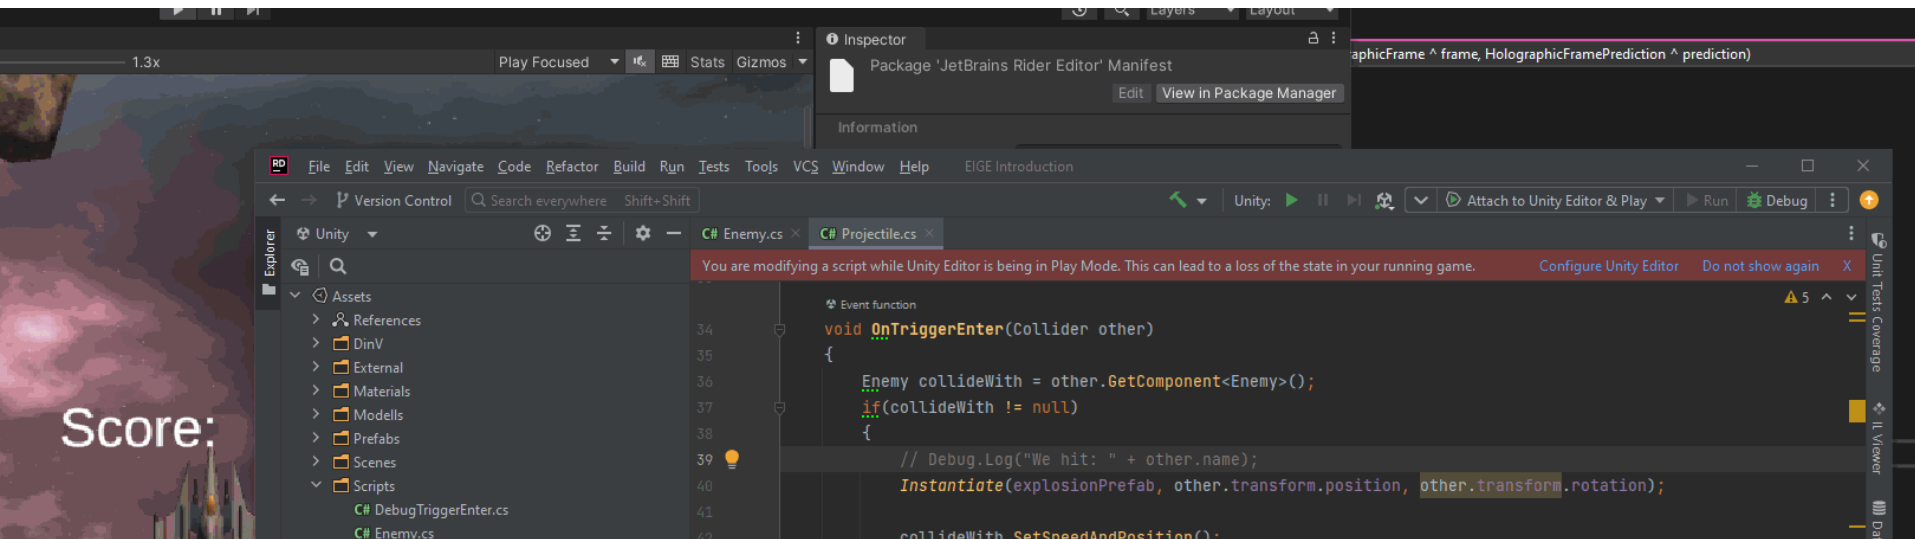 Layers Layout
Inspector
1.3x Play Focused Stats Gizmos
Package 'JetBrains Rider Editor' Manifest
Edit View in Package Manager
Information
aphicFrame ^ frame, HolographicFramePrediction ^ prediction)
RD File Edit View Navigate Code Refactor Build Run Tests Tools VCS Window Help EIGE Introduction
Version Control Search everywhere Shift+Shift Unity: Attach to Unity Editor & Play Run Debug
Explorer
Unity
C# Enemy.cs C# Projectile.cs
You are modifying a script while Unity Editor is being in Play Mode. This can lead to a loss of the state in your running game. Configure Unity Editor Do not show again X
Assets
References
DinV
External
Materials
Modells
Prefabs
Scenes
Scripts
C# DebugTriggerEnter.cs
C# Enemy.cs
Event function
5
34 void OnTriggerEnter(Collider other)
35 {
36 Enemy collideWith = other.GetComponent<Enemy>();
37 if(collideWith != null)
38 {
39 // Debug.Log("We hit: " + other.name);
40 Instantiate(explosionPrefab, other.transform.position, other.transform.rotation);
41
42 collideWith.SetSpeedAndPosition();
Unit Tests Coverage
IL Viewer
Score: